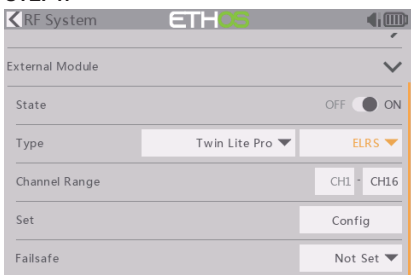 RF System
ETHOS
External Module
State OFF ON
Type Twin Lite Pro ELRS
Channel Range CH1 - CH16
Set Config
Failsafe Not Set